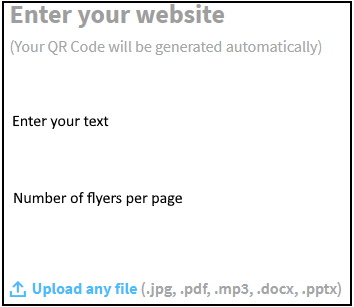 Enter your website
(Your QR Code will be generated automatically)
Enter your text
Number of flyers per page
Upload any file (.jpg, .pdf, .mp3, .docx, .pptx)